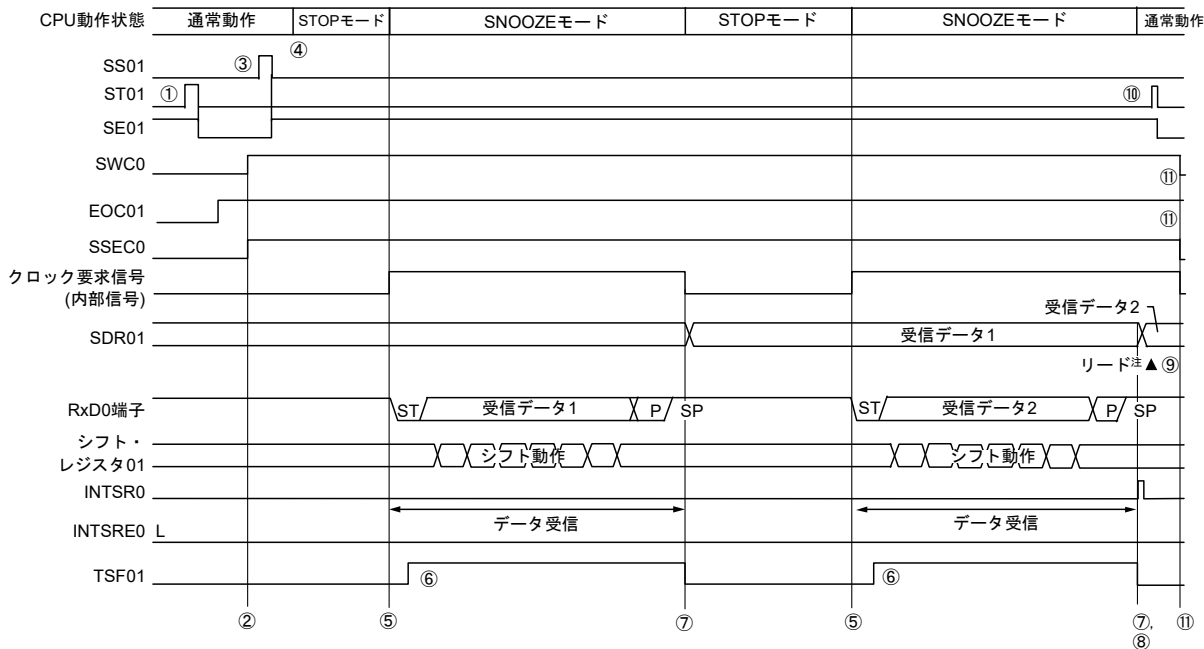 CPU動作状態 通常動作 STOPモード SNOOZEモード STOPモード SNOOZEモード 通常動作
④
SS01 ③
ST01 ① ⑩
SE01
SWC0 ⑪
EOC01 ⑪
SSEC0
クロック要求信号
(内部信号)
受信データ2
SDR01 受信データ1
リード注▲⑨
RxD0端子 ST 受信データ1 P SP ST 受信データ2 P SP
シフト・
レジスタ01 シフト動作 シフト動作
INTSR0
データ受信 データ受信
INTSRE0 L
TSF01 ⑥ ⑥
② ⑤ ⑦ ⑤ ⑦, ⑪
⑧